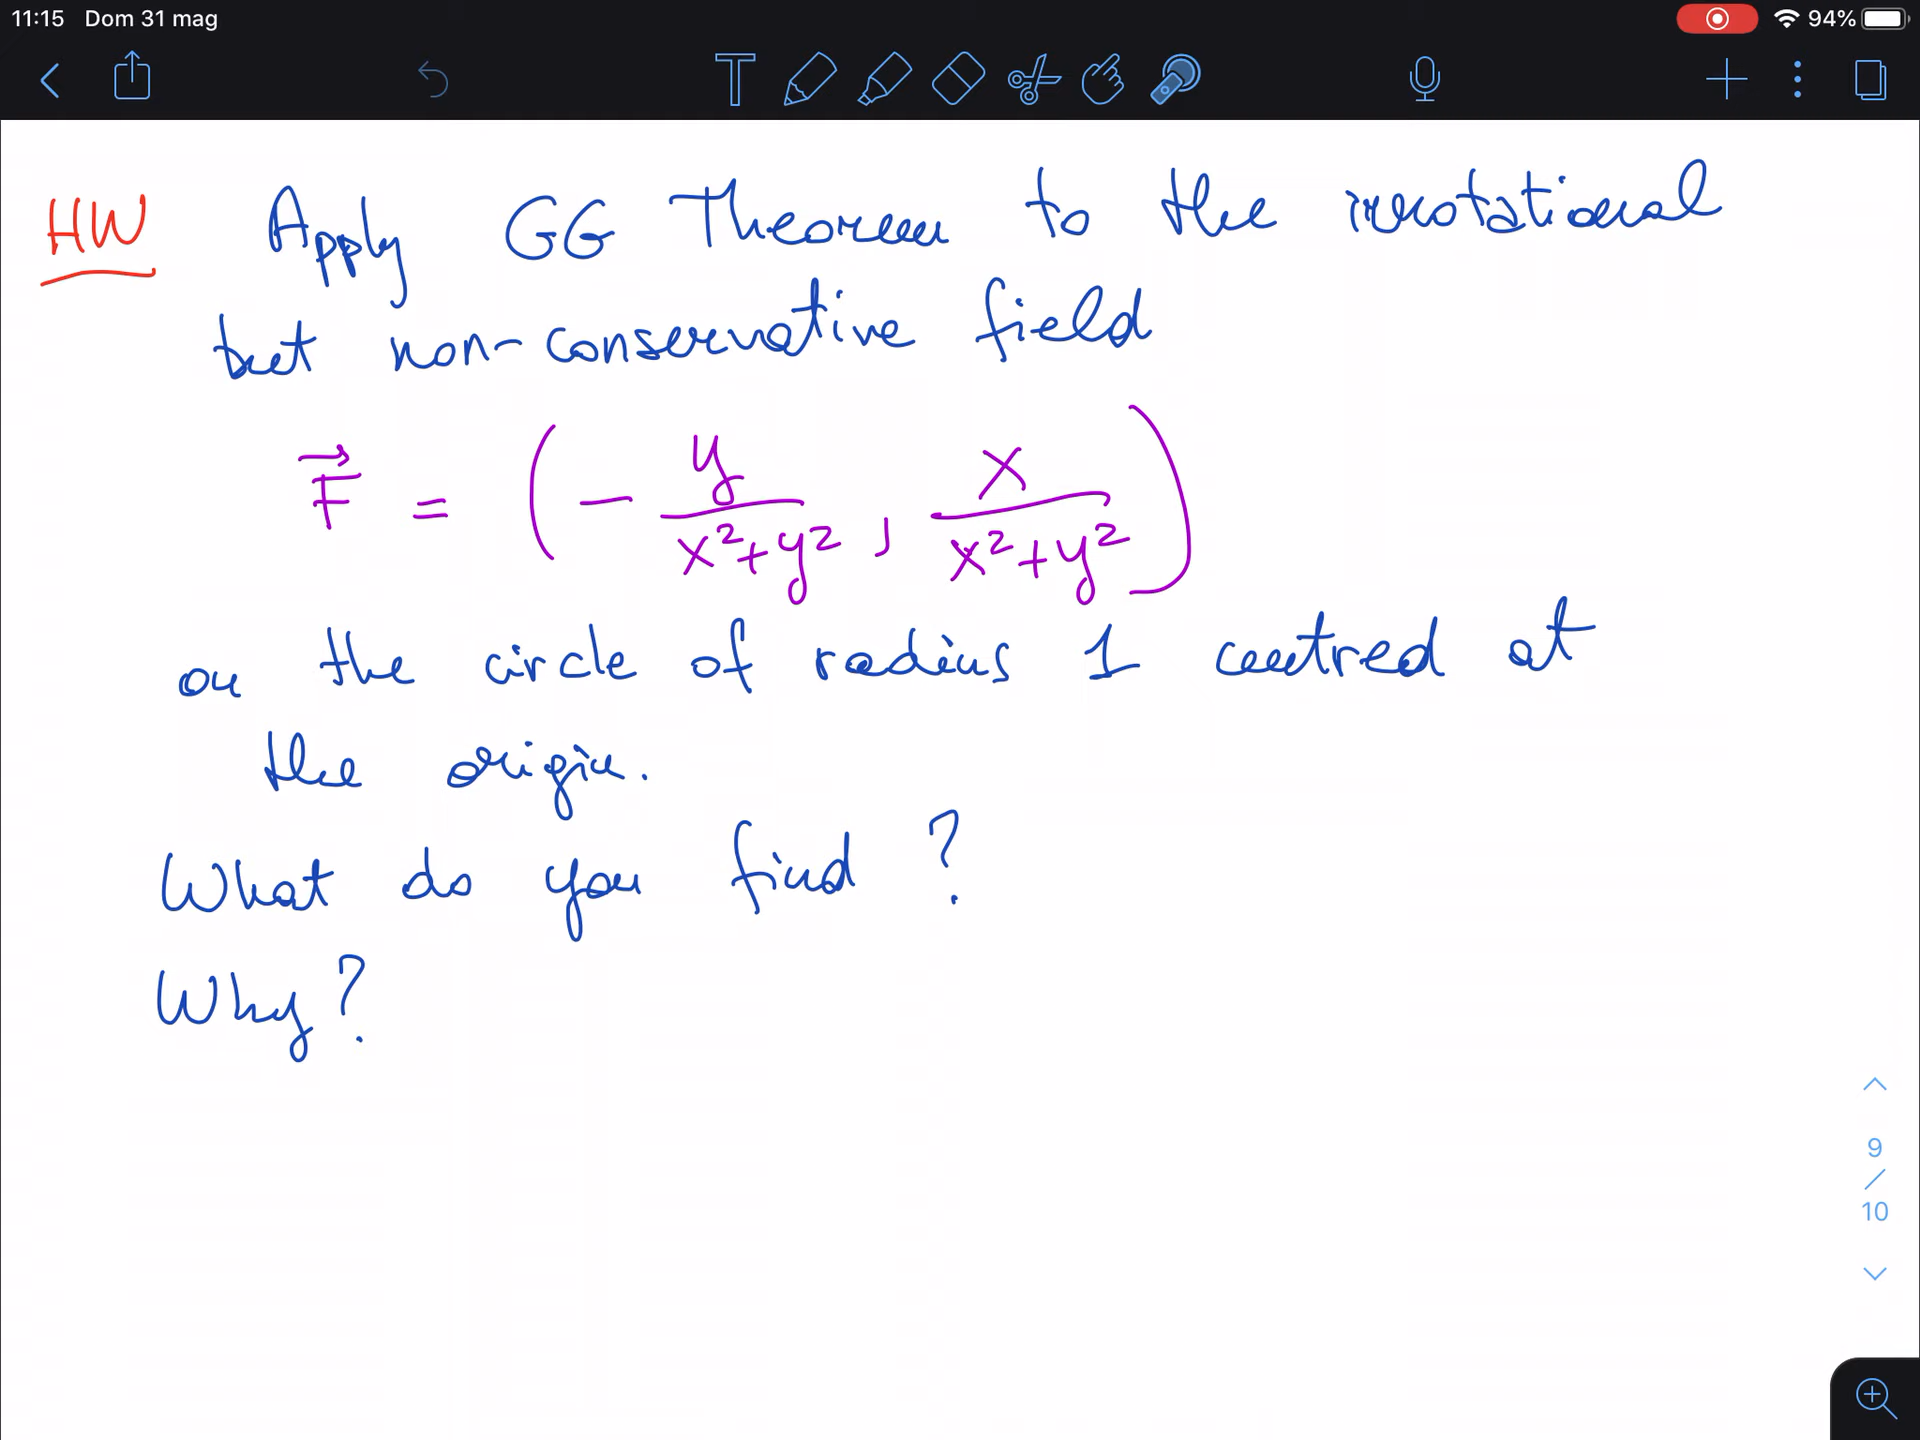 11:15 Dom 31 mag 94%
T
HW Apply GG Theorem to the irrotational
but non-conservative field
F = ( - y / x²+y² , x / x²+y² )
on the circle of radius 1 centred at
the origin.
What do you find ?
Why ?
9
/
10